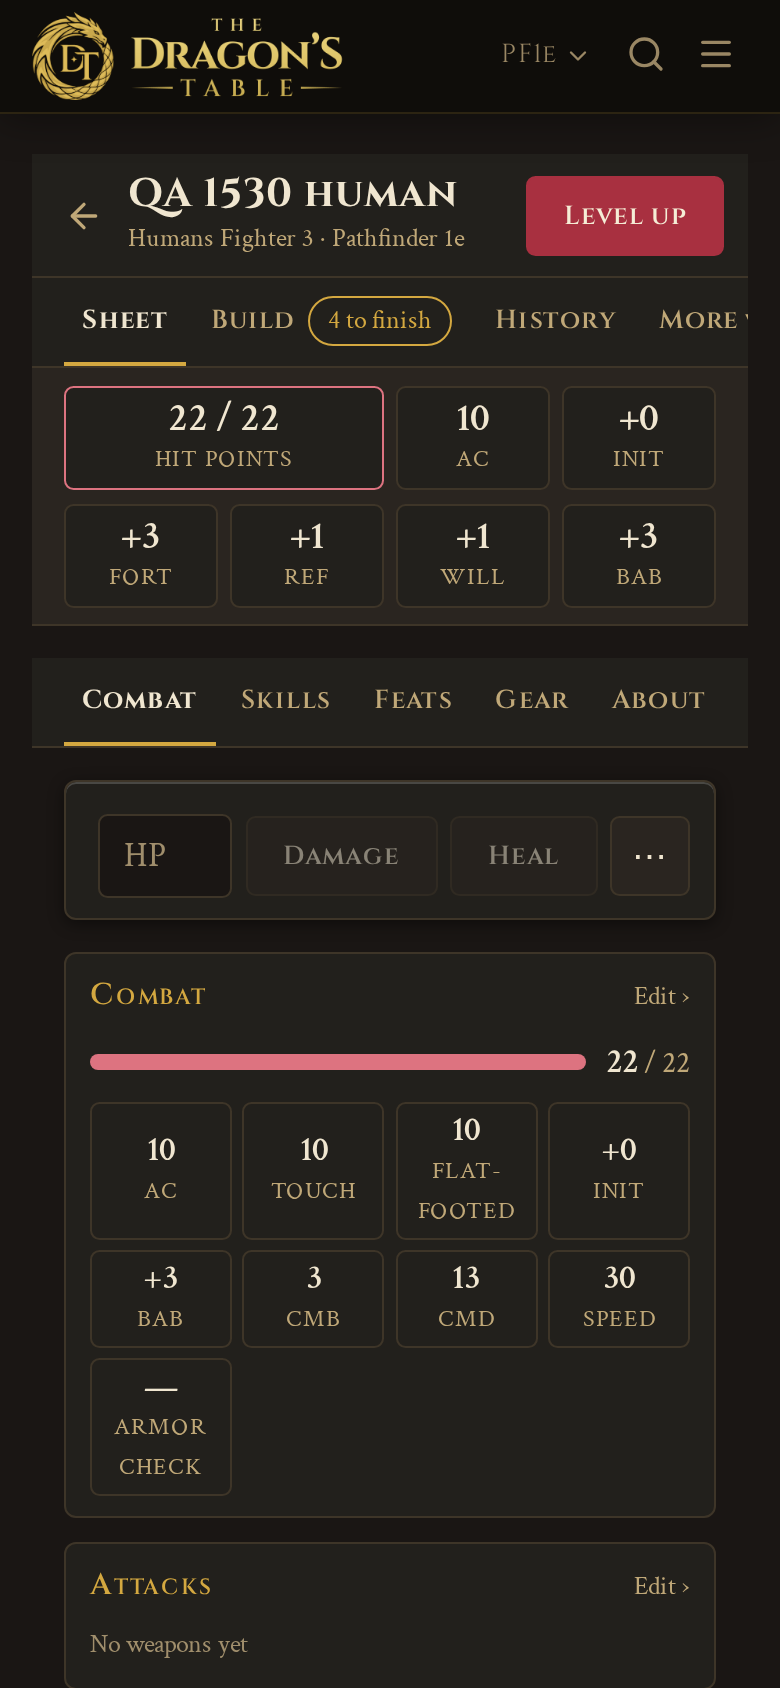 THE
DRAGON'S
TABLE
DT
PF1E
QA 1530 HUMAN
Humans Fighter 3 · Pathfinder 1e
LEVEL UP
SHEET
BUILD
4 to finish
HISTORY
MORE
22 / 22
HIT POINTS
10
AC
+0
INIT
+3
FORT
+1
REF
+1
WILL
+3
BAB
COMBAT
SKILLS
FEATS
GEAR
ABOUT
HP
DAMAGE
HEAL
...
COMBAT
Edit ›
22 / 22
10
AC
10
TOUCH
10
FLAT-
FOOTED
+0
INIT
+3
BAB
3
CMB
13
CMD
30
SPEED
—
ARMOR
CHECK
ATTACKS
Edit ›
No weapons yet